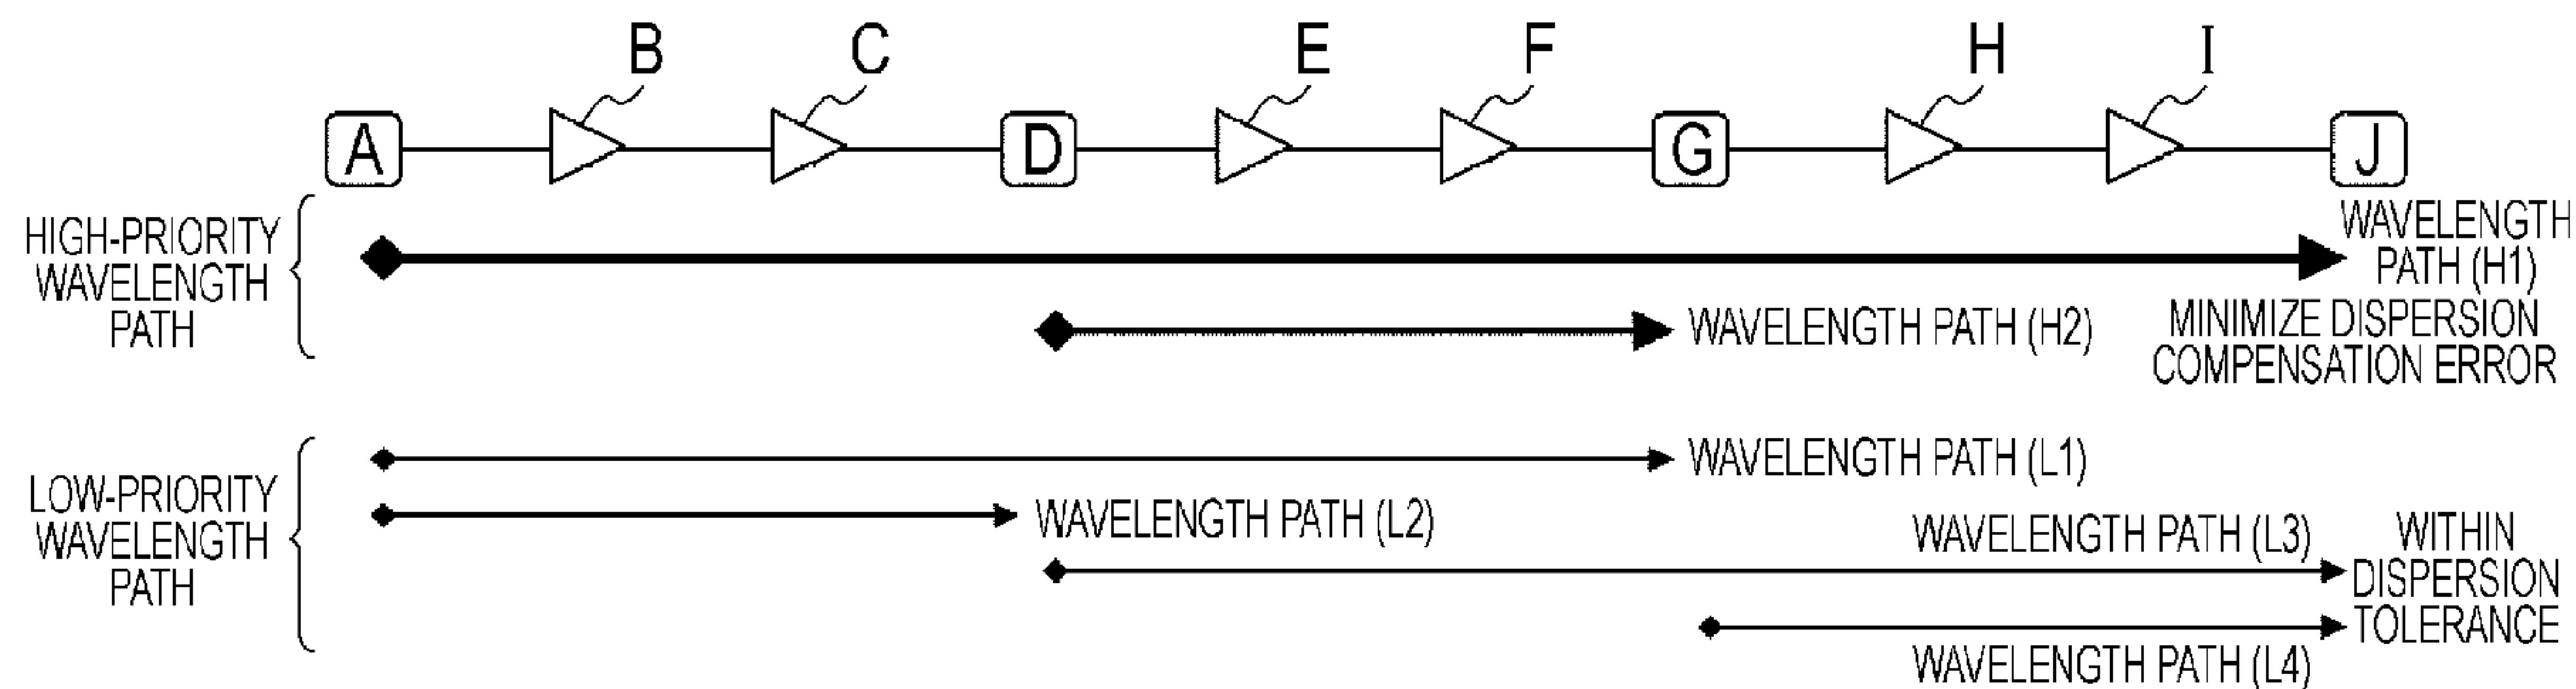 B C E F H I
A D G J
HIGH-PRIORITY
WAVELENGTH
PATH
WAVELENGTH
PATH (H1)
WAVELENGTH PATH (H2)
MINIMIZE DISPERSION
COMPENSATION ERROR
LOW-PRIORITY
WAVELENGTH
PATH
WAVELENGTH PATH (L1)
WAVELENGTH PATH (L2)
WAVELENGTH PATH (L3)
WITHIN
DISPERSION
TOLERANCE
WAVELENGTH PATH (L4)